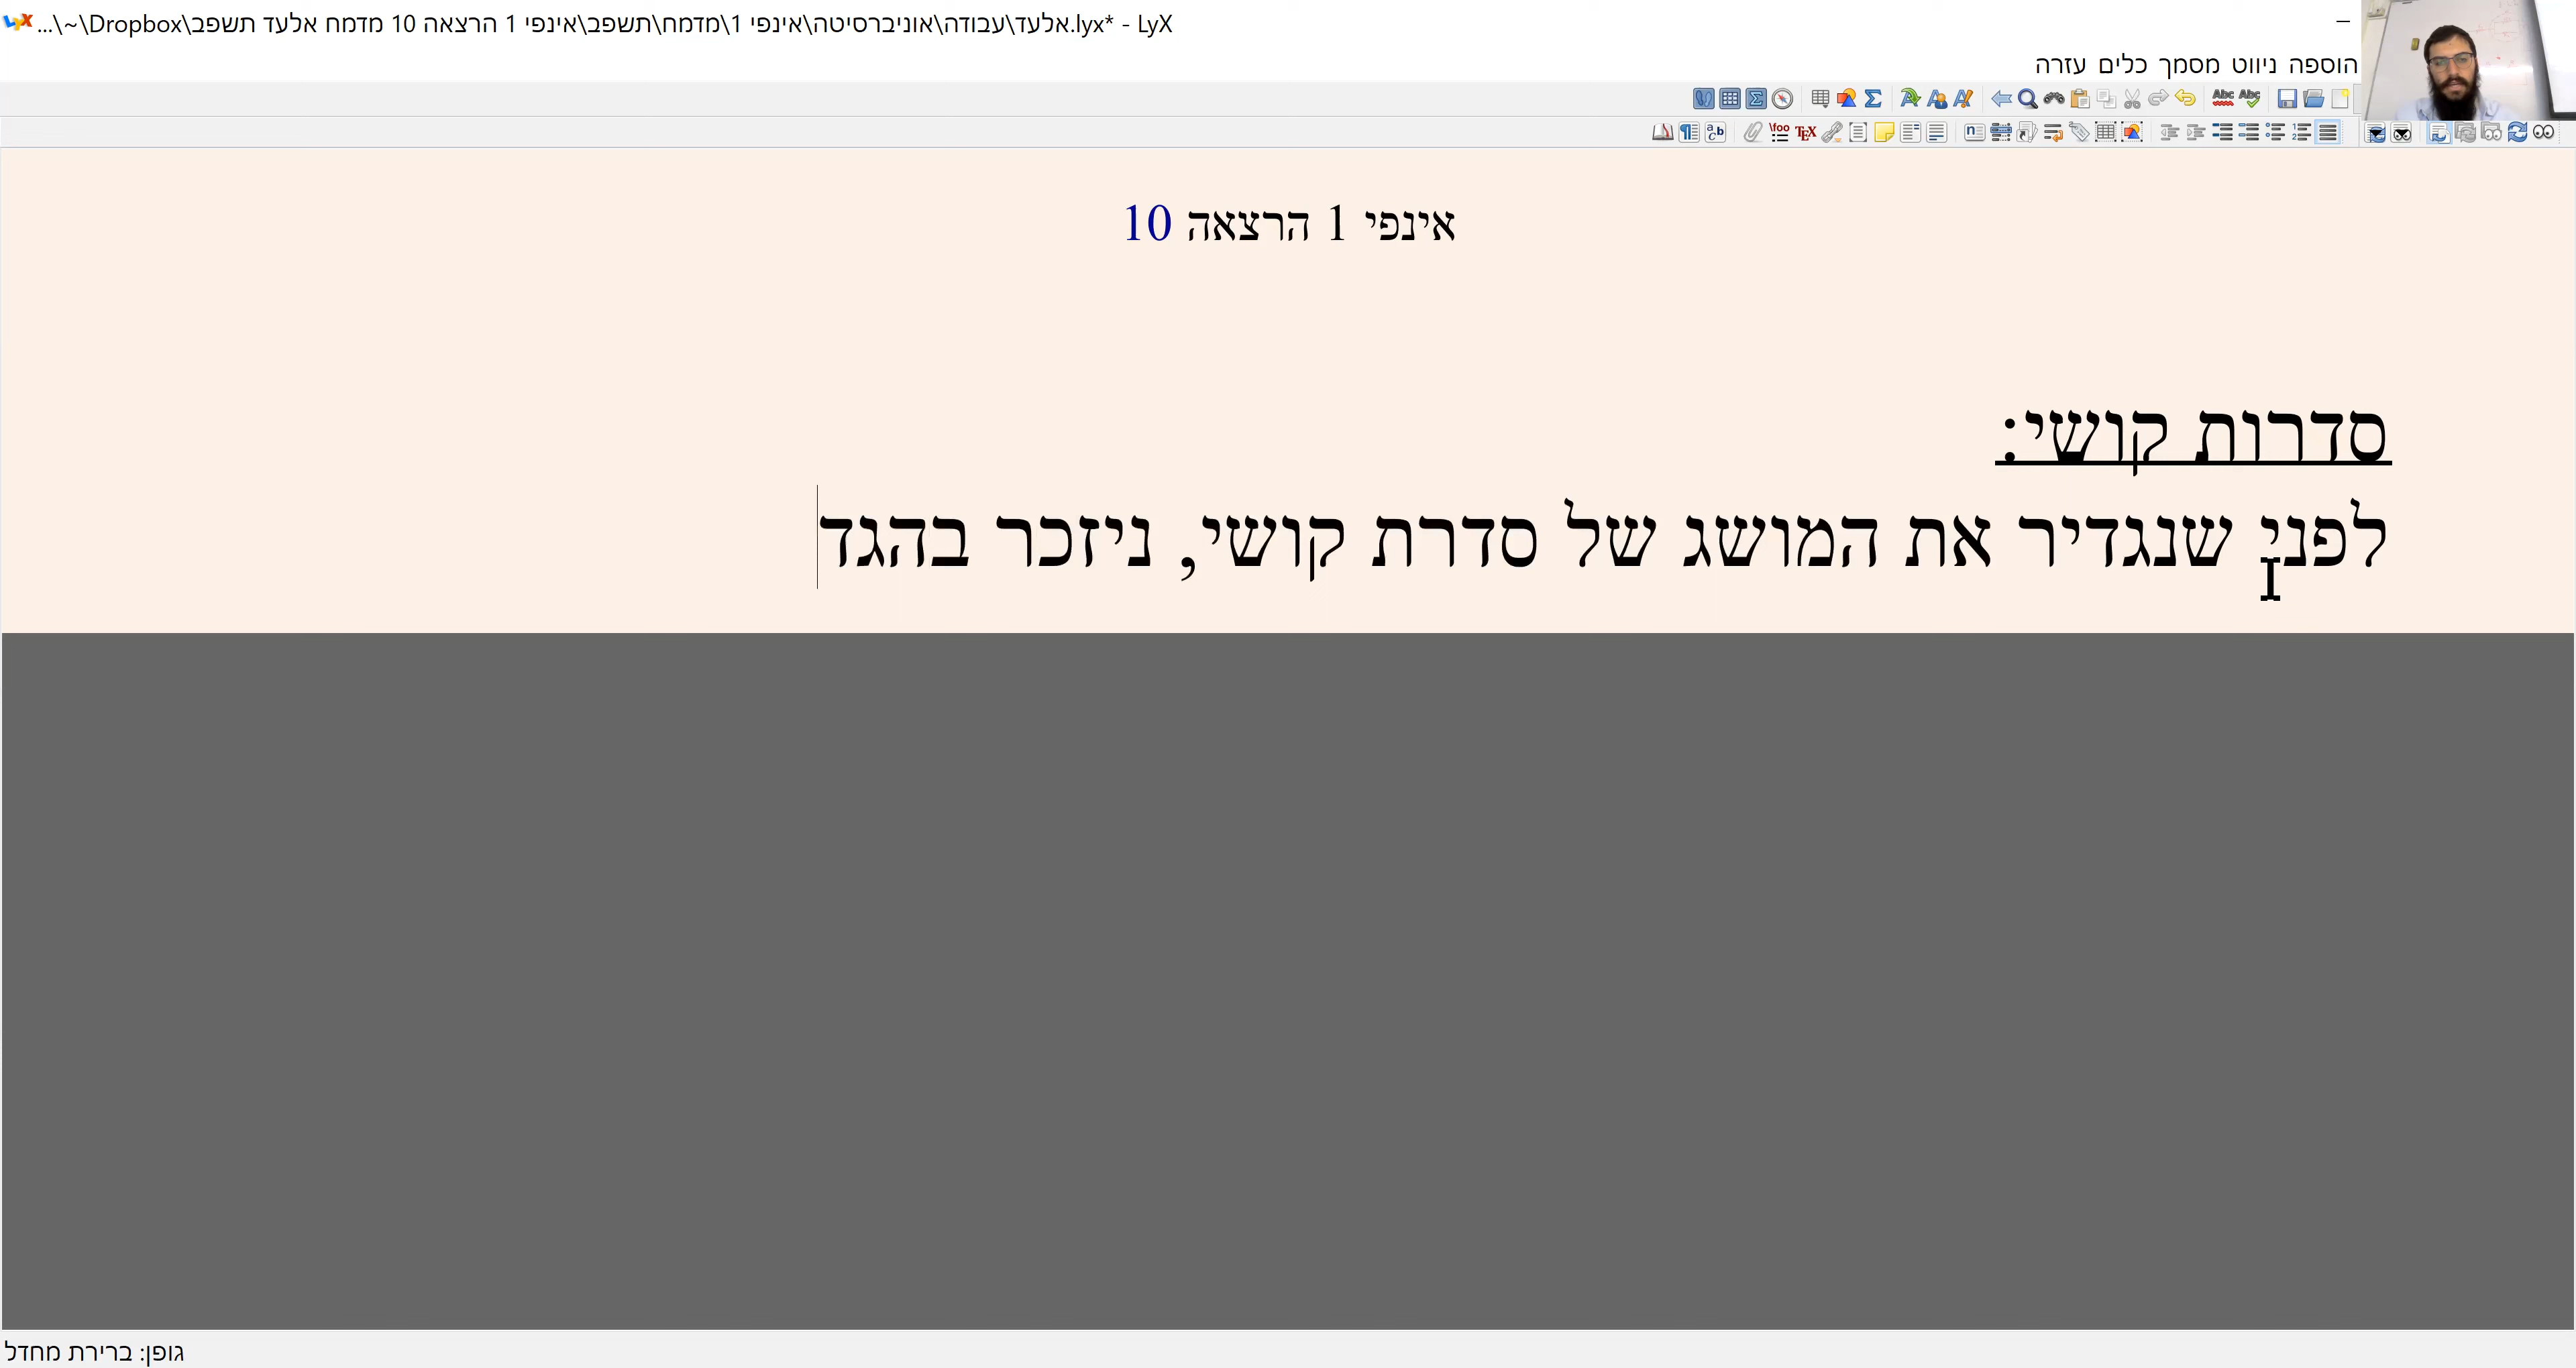 ...\~\Dropbox\אלעד\עבודה\אוניברסיטה\אינפי 1\מדמח\תשפב\אינפי 1 הרצאה 10 מדמח אלעד תשפב.lyx* - LyX
הוספה ניווט מסמך כלים עזרה
אינפי 1 הרצאה 10
סדרות קושי:
לפני שנגדיר את המושג של סדרת קושי, ניזכר בהגד
גופן: ברירת מחדל